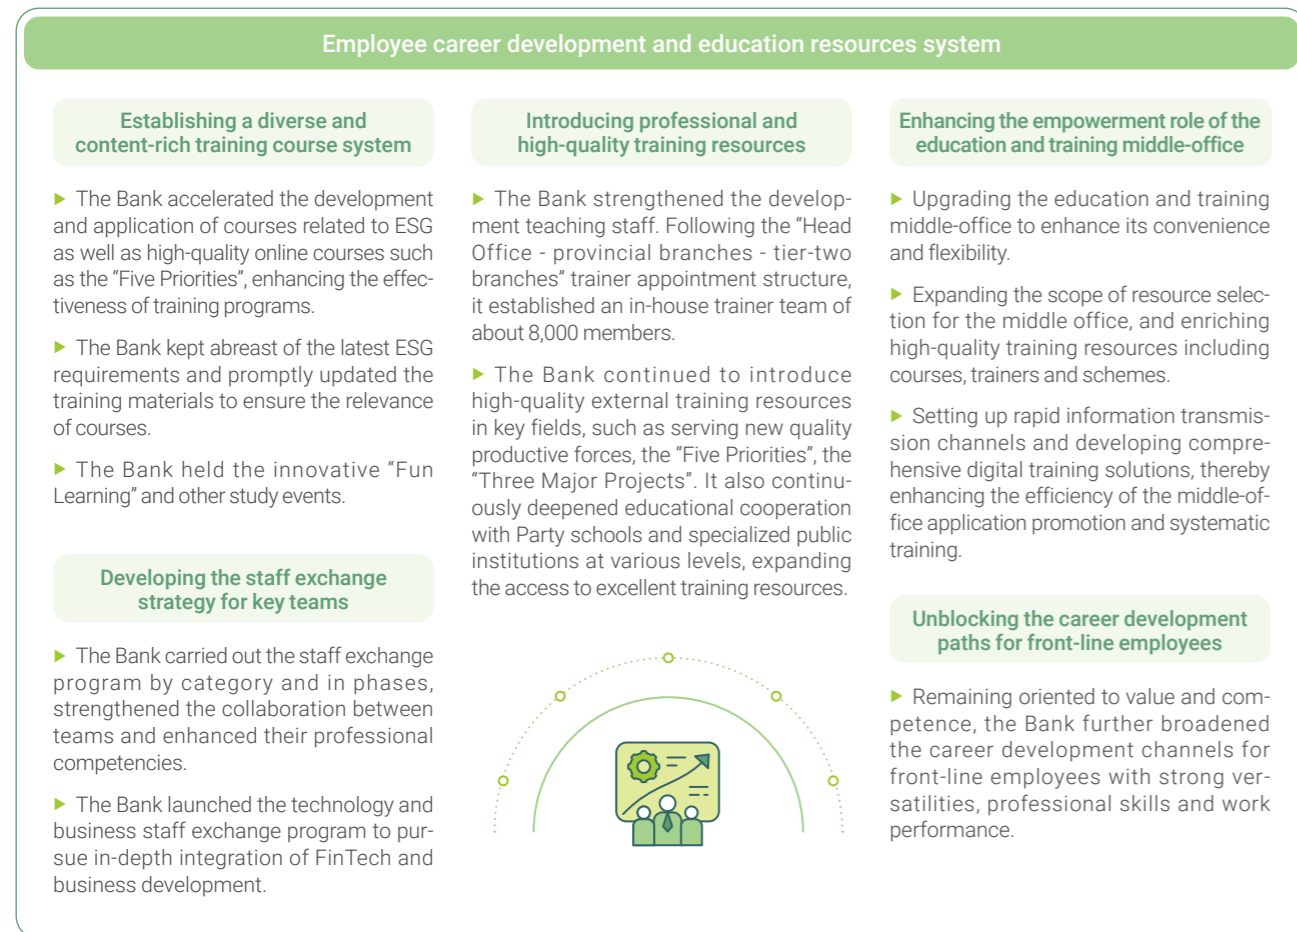 Employee career development and education resources system
Establishing a diverse and
content-rich training course system
▶ The Bank accelerated the development
and application of courses related to ESG
as well as high-quality online courses such
as the “Five Priorities”, enhancing the effec-
tiveness of training programs.
▶ The Bank kept abreast of the latest ESG
requirements and promptly updated the
training materials to ensure the relevance
of courses.
▶ The Bank held the innovative “Fun
Learning” and other study events.
Developing the staff exchange
strategy for key teams
▶ The Bank carried out the staff exchange
program by category and in phases,
strengthened the collaboration between
teams and enhanced their professional
competencies.
▶ The Bank launched the technology and
business staff exchange program to pur-
sue in-depth integration of FinTech and
business development.
Introducing professional and
high-quality training resources
▶ The Bank strengthened the develop-
ment teaching staff. Following the “Head
Office - provincial branches - tier-two
branches” trainer appointment structure,
it established an in-house trainer team of
about 8,000 members.
▶ The Bank continued to introduce
high-quality external training resources
in key fields, such as serving new quality
productive forces, the “Five Priorities”, the
“Three Major Projects”. It also continu-
ously deepened educational cooperation
with Party schools and specialized public
institutions at various levels, expanding
the access to excellent training resources.
Enhancing the empowerment role of the
education and training middle-office
▶ Upgrading the education and training
middle-office to enhance its convenience
and flexibility.
▶ Expanding the scope of resource selec-
tion for the middle office, and enriching
high-quality training resources including
courses, trainers and schemes.
▶ Setting up rapid information transmis-
sion channels and developing compre-
hensive digital training solutions, thereby
enhancing the efficiency of the middle-of-
fice application promotion and systematic
training.
Unblocking the career development
paths for front-line employees
▶ Remaining oriented to value and com-
petence, the Bank further broadened
the career development channels for
front-line employees with strong ver-
satilities, professional skills and work
performance.